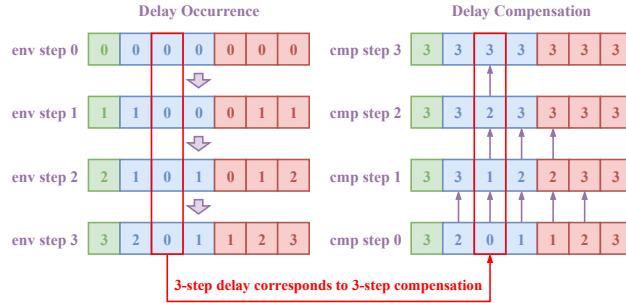 Delay Occurrence
env step 0 0 0 0 0 0 0 0
env step 1 1 1 0 0 0 1 1
env step 2 2 1 0 1 0 1 2
env step 3 3 2 0 1 1 2 3
Delay Compensation
cmp step 3 3 3 3 3 3 3 3
cmp step 2 3 3 2 3 3 3 3
cmp step 1 3 3 1 2 2 3 3
cmp step 0 3 2 0 1 1 2 3
3-step delay corresponds to 3-step compensation